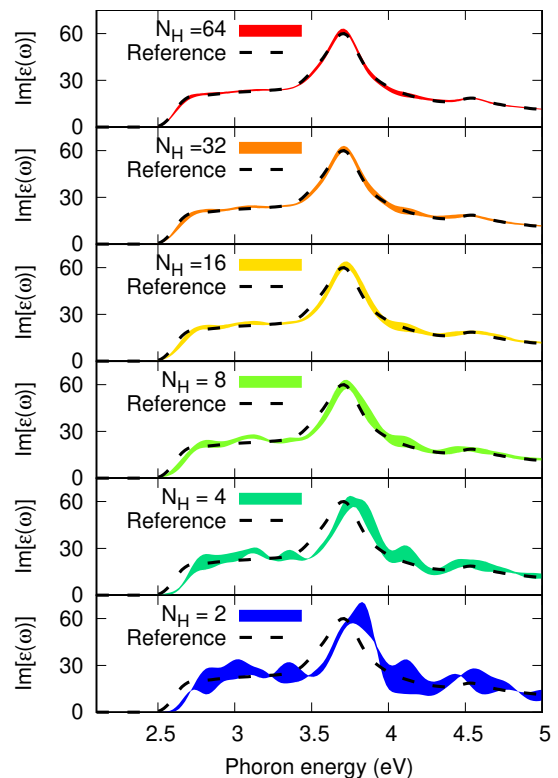 60
30
0
Im[ε(ω)]
N_H =64
Reference
60
30
0
Im[ε(ω)]
N_H =32
Reference
60
30
0
Im[ε(ω)]
N_H =16
Reference
60
30
0
Im[ε(ω)]
N_H = 8
Reference
60
30
0
Im[ε(ω)]
N_H = 4
Reference
60
30
0
Im[ε(ω)]
N_H = 2
Reference
2.5 3 3.5 4 4.5 5
Phoron energy (eV)